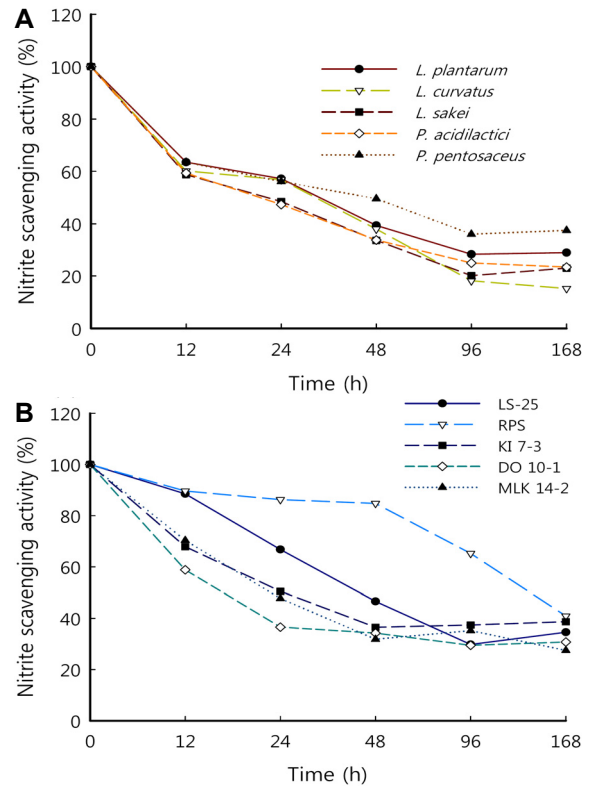 A
Nitrite scavenging activity (%)
120
100
80
60
40
20
0
L. plantarum
L. curvatus
L. sakei
P. acidilactici
P. pentosaceus
0 12 24 48 96 168
Time (h)
B
Nitrite scavenging activity (%)
120
100
80
60
40
20
0
LS-25
RPS
KI 7-3
DO 10-1
MLK 14-2
0 12 24 48 96 168
Time (h)